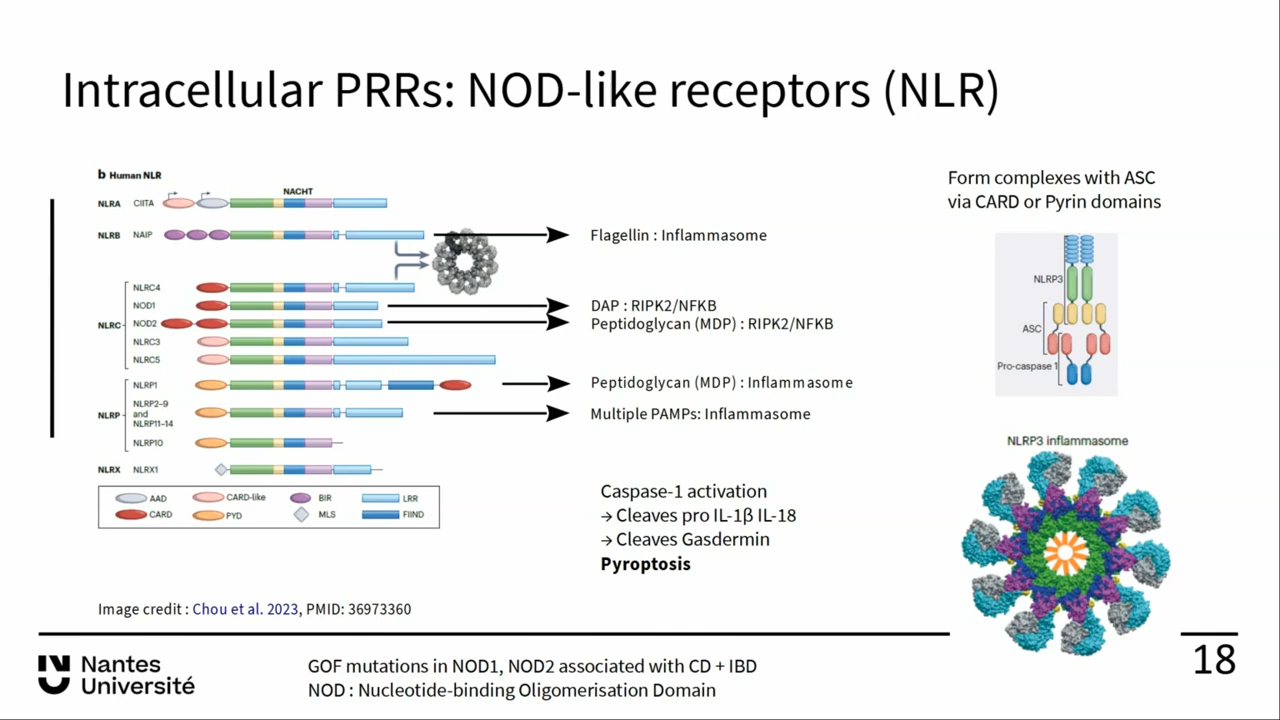 Intracellular PRRs: NOD-like receptors (NLR)
b Human NLR
NACHT
NLRA CIITA
NLRB NAIP
NLRC
NLRC4
NOD1
NOD2
NLRC3
NLRC5
NLRP
NLRP1
NLRP2–9
and
NLRP11–14
NLRP10
NLRX NLRX1
AAD CARD-like BIR LRR
CARD PYD MLS FIIND
Flagellin : Inflammasome
DAP : RIPK2/NFKB
Peptidoglycan (MDP) : RIPK2/NFKB
Peptidoglycan (MDP) : Inflammasome
Multiple PAMPs: Inflammasome
Caspase-1 activation
→ Cleaves pro IL-1β IL-18
→ Cleaves Gasdermin
Pyroptosis
Form complexes with ASC
via CARD or Pyrin domains
NLRP3
ASC
Pro-caspase 1
NLRP3 inflammasome
Image credit : Chou et al. 2023, PMID: 36973360
Nantes
Université
GOF mutations in NOD1, NOD2 associated with CD + IBD
NOD : Nucleotide-binding Oligomerisation Domain
18